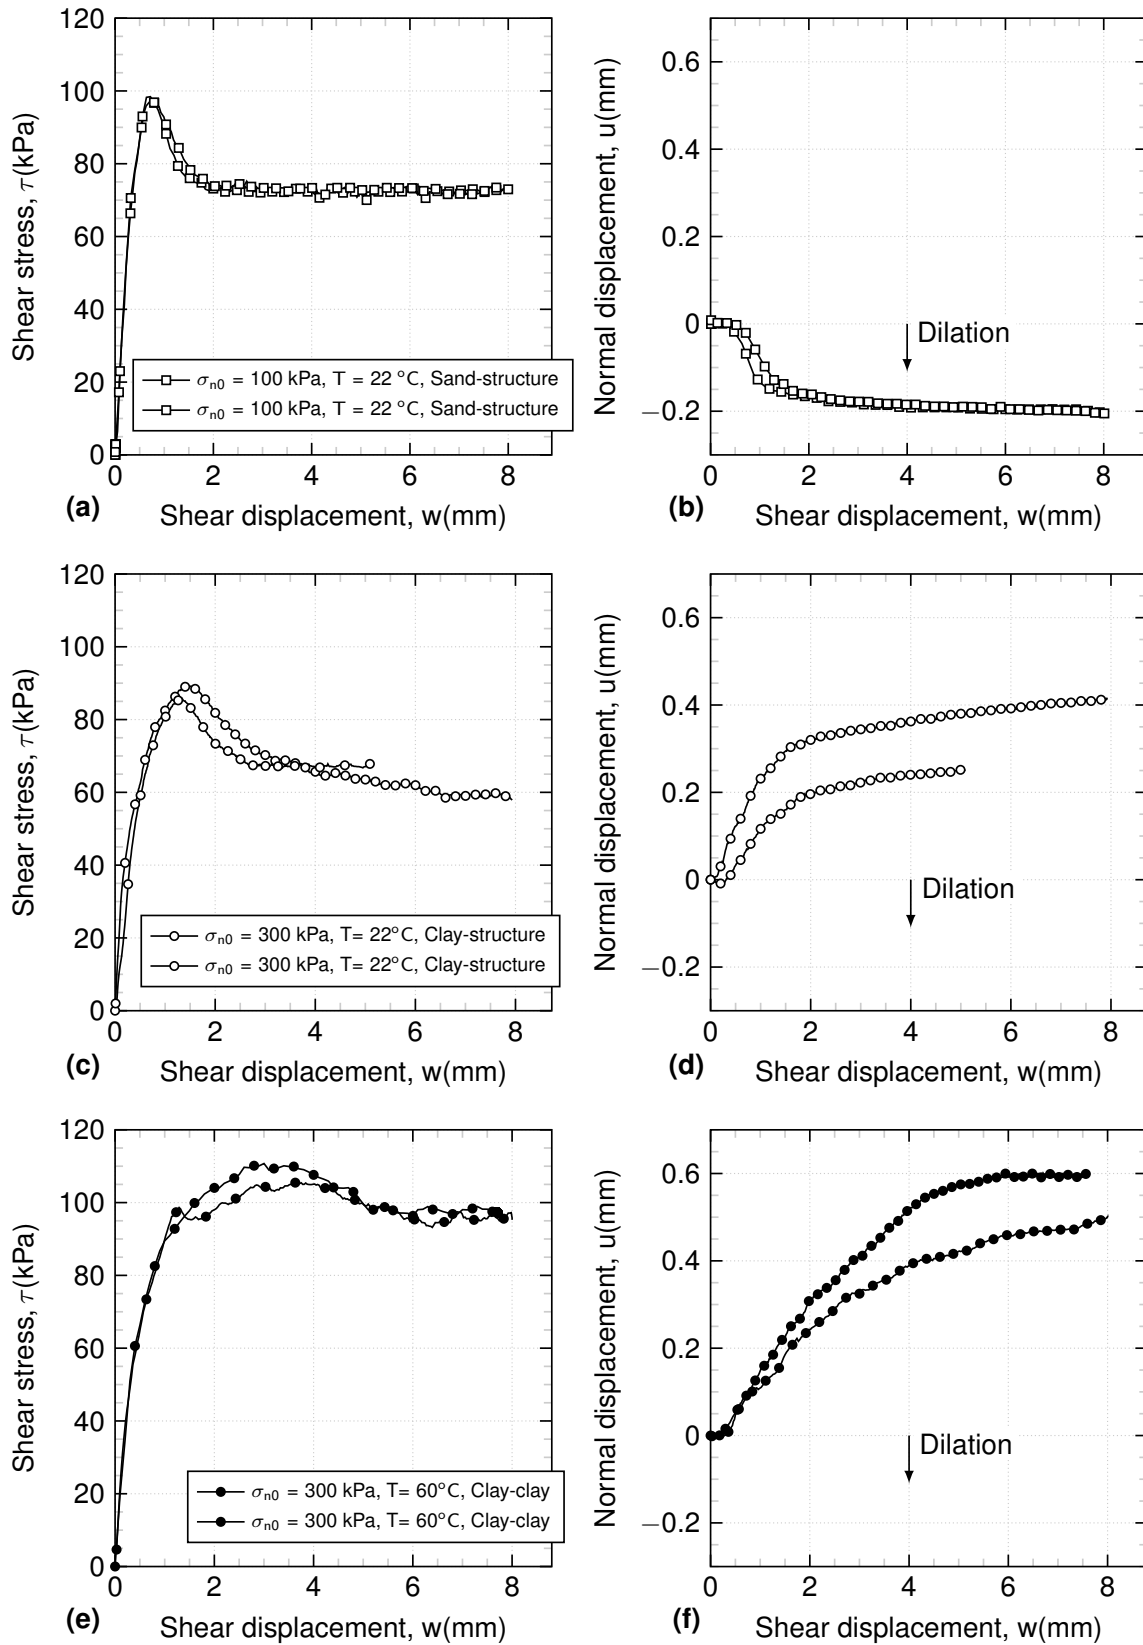 120
100
80
60
40
20
0
Shear stress, τ(kPa)
σn0 = 100 kPa, T = 22 °C, Sand-structure
σn0 = 100 kPa, T = 22 °C, Sand-structure
0 2 4 6 8
(a) Shear displacement, w(mm)
0.6
0.4
0.2
0
−0.2
Normal displacement, u(mm)
Dilation
0 2 4 6 8
(b) Shear displacement, w(mm)
120
100
80
60
40
20
0
Shear stress, τ(kPa)
σn0 = 300 kPa, T= 22°C, Clay-structure
σn0 = 300 kPa, T= 22°C, Clay-structure
0 2 4 6 8
(c) Shear displacement, w(mm)
0.6
0.4
0.2
0
−0.2
Normal displacement, u(mm)
Dilation
0 2 4 6 8
(d) Shear displacement, w(mm)
120
100
80
60
40
20
0
Shear stress, τ(kPa)
σn0 = 300 kPa, T= 60°C, Clay-clay
σn0 = 300 kPa, T= 60°C, Clay-clay
0 2 4 6 8
(e) Shear displacement, w(mm)
0.6
0.4
0.2
0
−0.2
Normal displacement, u(mm)
Dilation
0 2 4 6 8
(f) Shear displacement, w(mm)